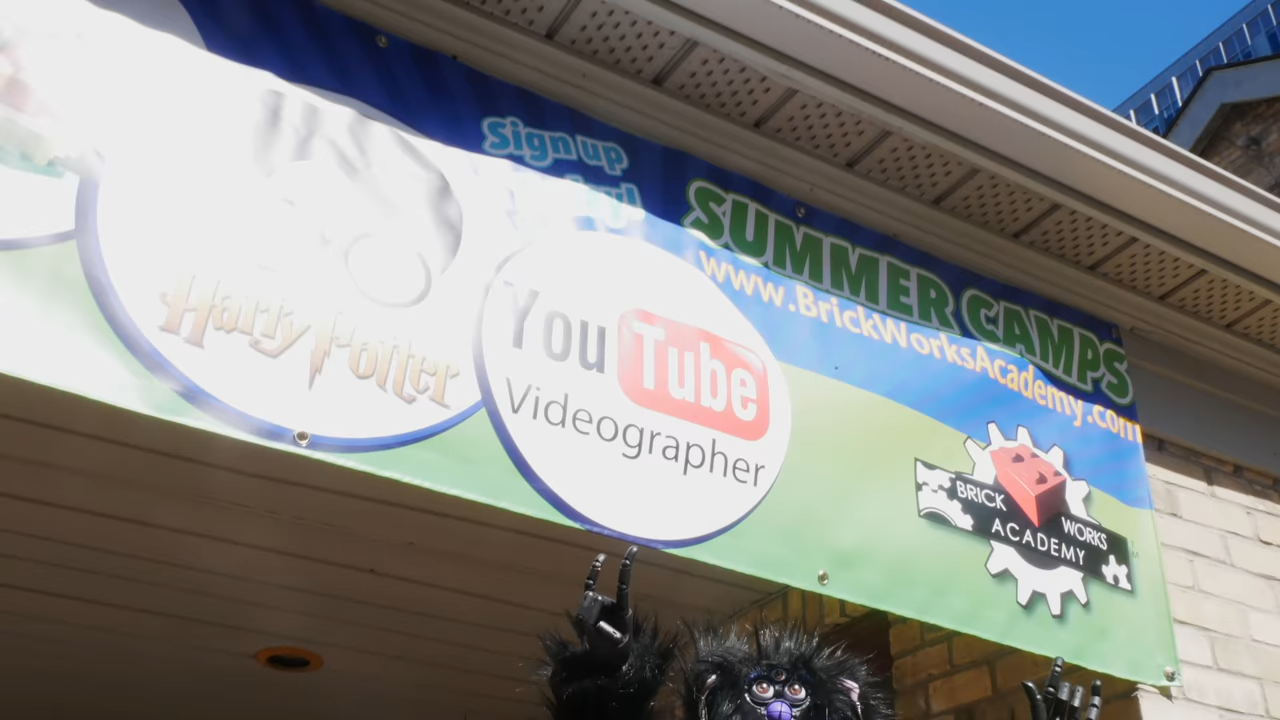 Sign up
SUMMER CAMPS
www.BrickWorksAcademy.com
Harry Potter
YouTube
Videographer
BRICK WORKS
ACADEMY